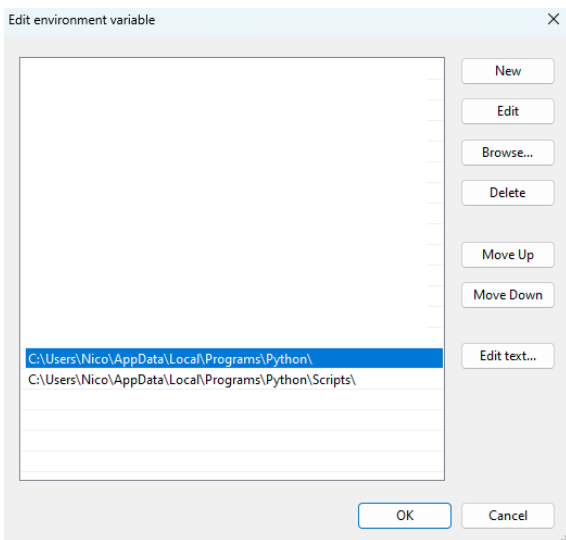 Edit environment variable
New
Edit
Browse...
Delete
Move Up
Move Down
C:\Users\Nico\AppData\Local\Programs\Python\
Edit text...
C:\Users\Nico\AppData\Local\Programs\Python\Scripts\
OK
Cancel